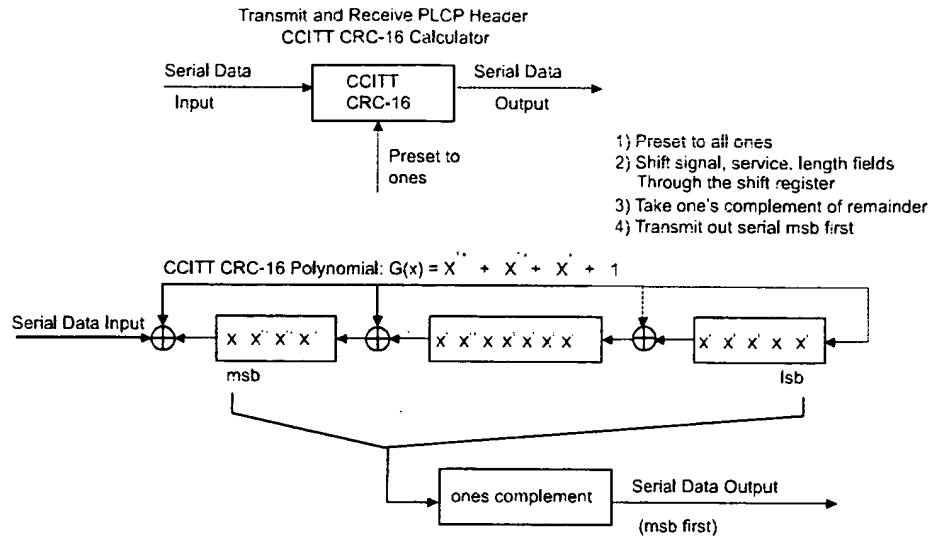 Transmit and Receive PLCP Header
CCITT CRC-16 Calculator
Serial Data
Input
CCITT
CRC-16
Serial Data
Output
Preset to
ones
1) Preset to all ones
2) Shift signal, service. length fields
Through the shift register
3) Take one's complement of remainder
4) Transmit out serial msb first
CCITT CRC-16 Polynomial: G(x) = X + X + X + 1
Serial Data Input
X X X X
X X X X X X X
X X X X X
msb
lsb
ones complement
Serial Data Output
(msb first)